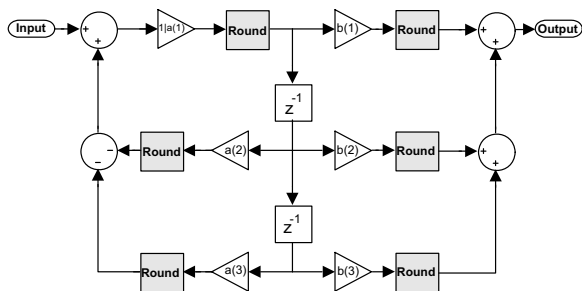 Input
+
+
1|a(1)
Round
b(1)
Round
+
+
Output
z⁻¹
−
−
Round
a(2)
b(2)
Round
+
+
z⁻¹
Round
a(3)
b(3)
Round